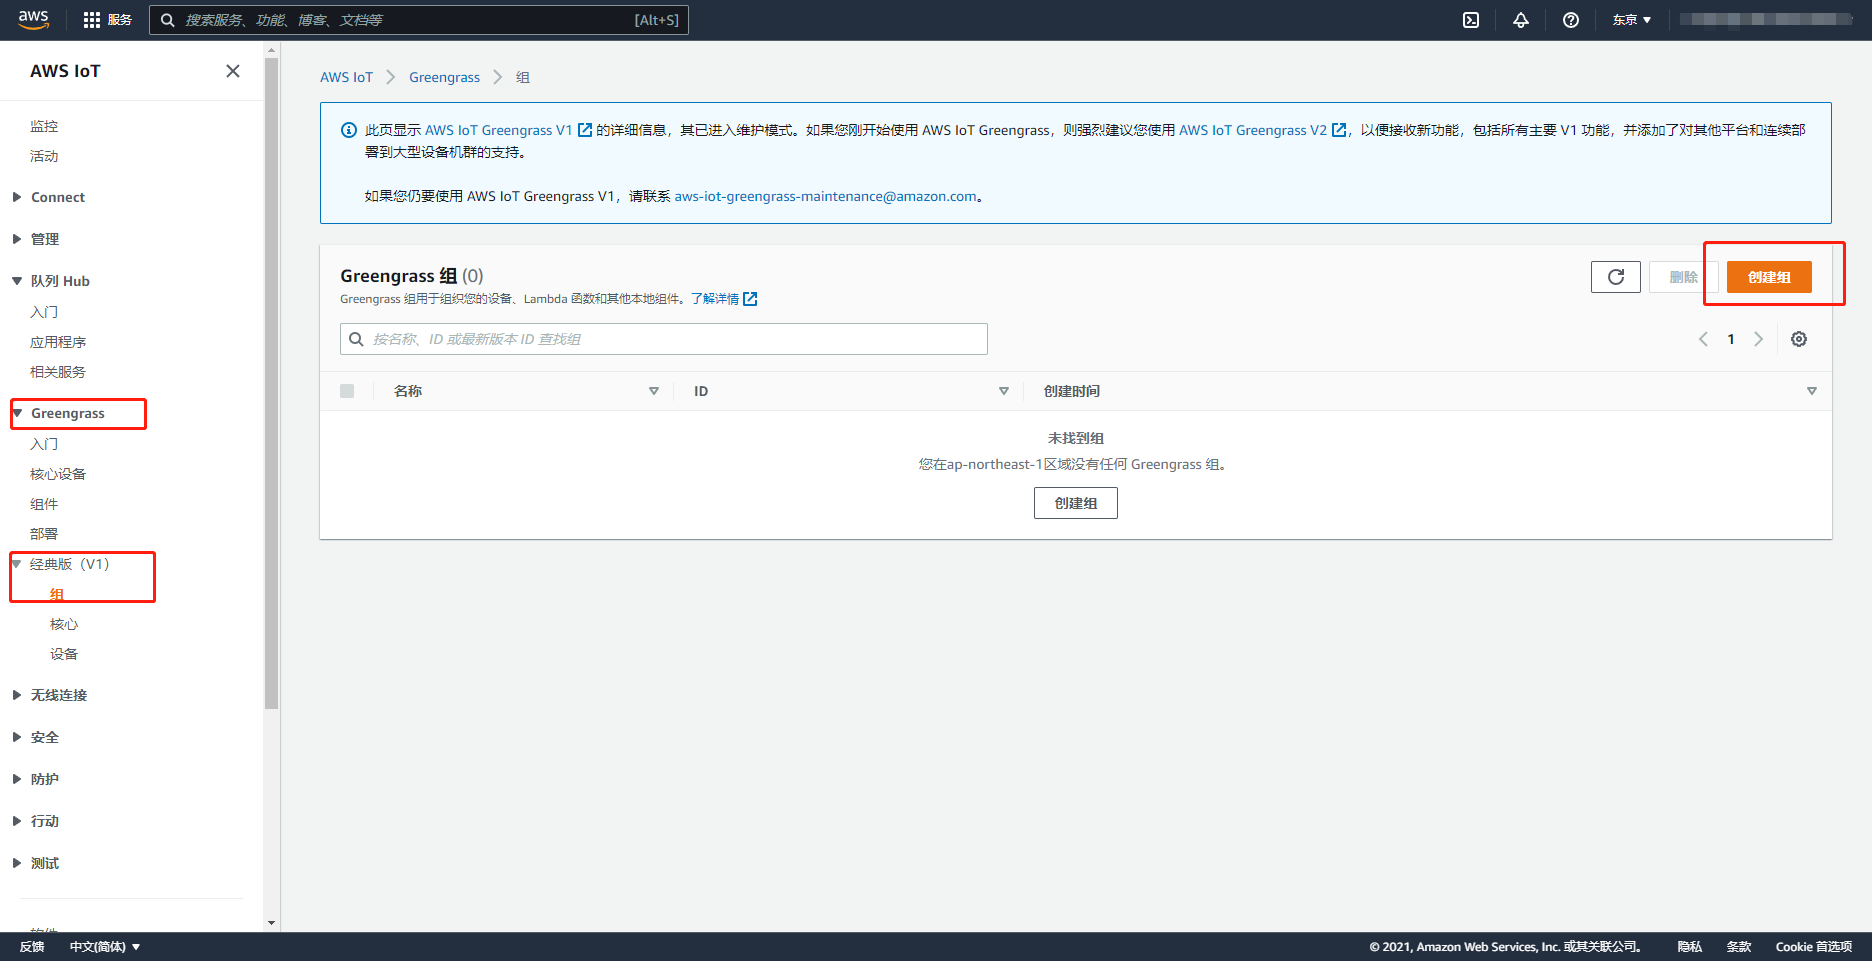 aws
服务
搜索服务、功能、博客、文档等
[Alt+S]
东京
AWS IoT
监控
活动
Connect
管理
队列 Hub
入门
应用程序
相关服务
Greengrass
入门
核心设备
组件
部署
经典版（V1）
组
核心
设备
无线连接
安全
防护
行动
测试
软件
AWS IoT
Greengrass
组
此页显示 AWS IoT Greengrass V1 的详细信息，其已进入维护模式。如果您刚开始使用 AWS IoT Greengrass，则强烈建议您使用 AWS IoT Greengrass V2 ，以便接收新功能，包括所有主要 V1 功能，并添加了对其他平台和连续部
署到大型设备机群的支持。
如果您仍要使用 AWS IoT Greengrass V1，请联系 aws-iot-greengrass-maintenance@amazon.com。
Greengrass 组 (0)
Greengrass 组用于组织您的设备、Lambda 函数和其他本地组件。了解详情
删除
创建组
按名称、ID 或最新版本 ID 查找组
1
名称
ID
创建时间
未找到组
您在ap-northeast-1区域没有任何 Greengrass 组。
创建组
反馈
中文(简体)
© 2021, Amazon Web Services, Inc. 或其关联公司。
隐私
条款
Cookie 首选项